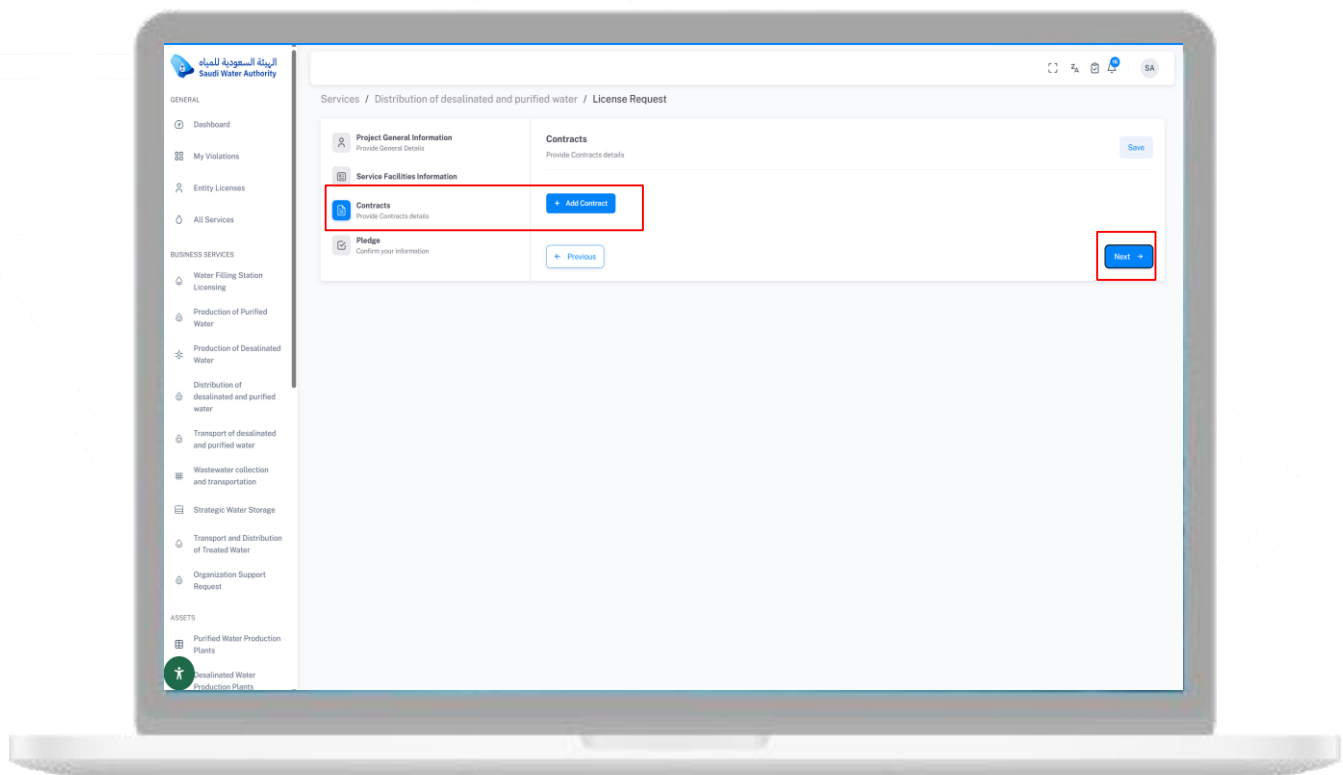 الهيئة السعودية للمياه
Saudi Water Authority
GENERAL
Dashboard
My Violations
Entity Licenses
All Services
BUSINESS SERVICES
Water Filling Station
Licensing
Production of Purified
Water
Production of Desalinated
Water
Distribution of
desalinated and purified
water
Transport of desalinated
and purified water
Wastewater collection
and transportation
Strategic Water Storage
Transport and Distribution
of Treated Water
Organization Support
Request
ASSETS
Purified Water Production
Plants
Desalinated Water
Production Plants
SA
Services / Distribution of desalinated and purified water / License Request
Project General Information
Provide General Details
Service Facilities Information
Contracts
Provide Contracts details
Pledge
Confirm your information
Contracts
Provide Contracts details
Save
+ Add Contract
← Previous
Next →